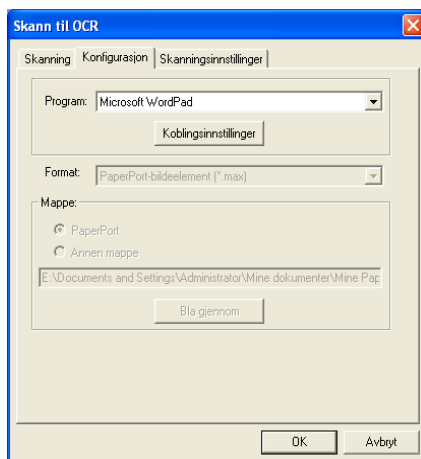 Skann til OCR
Skanning Konfigurasjon Skanningsinnstillinger
Program: Microsoft WordPad
Koblingsinnstillinger
Format: PaperPort-bildeelement (*.max)
Mappe:
PaperPort
Annen mappe
E:\Documents and Settings\Administrator\Mine dokumenter\Mine Pap
Bla gjennom
OK Avbryt